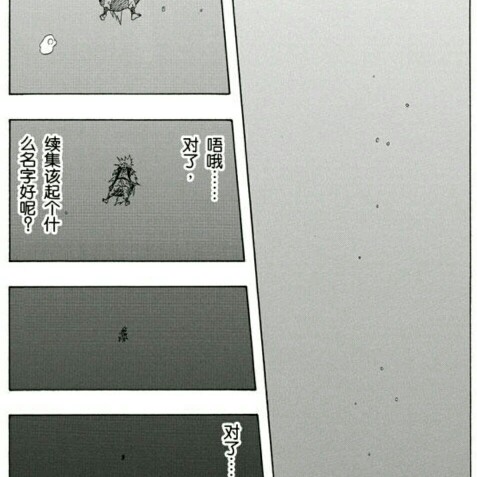 唔哦……
对了，
续集该起个什
么名字好呢？
对了……